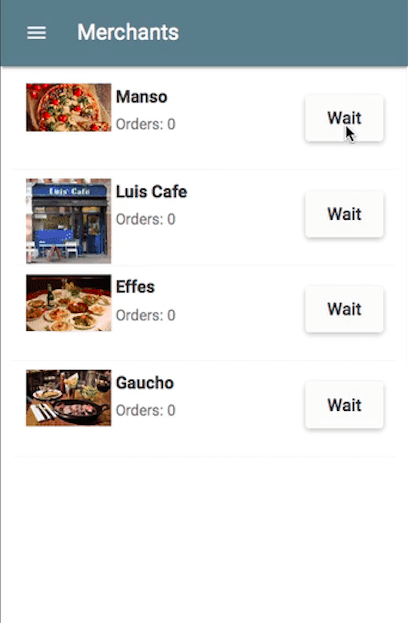 Merchants
Manso
Orders: 0
Wait
Luis Cafe
Orders: 0
Wait
Luis' Cafe
Effes
Orders: 0
Wait
Gaucho
Orders: 0
Wait